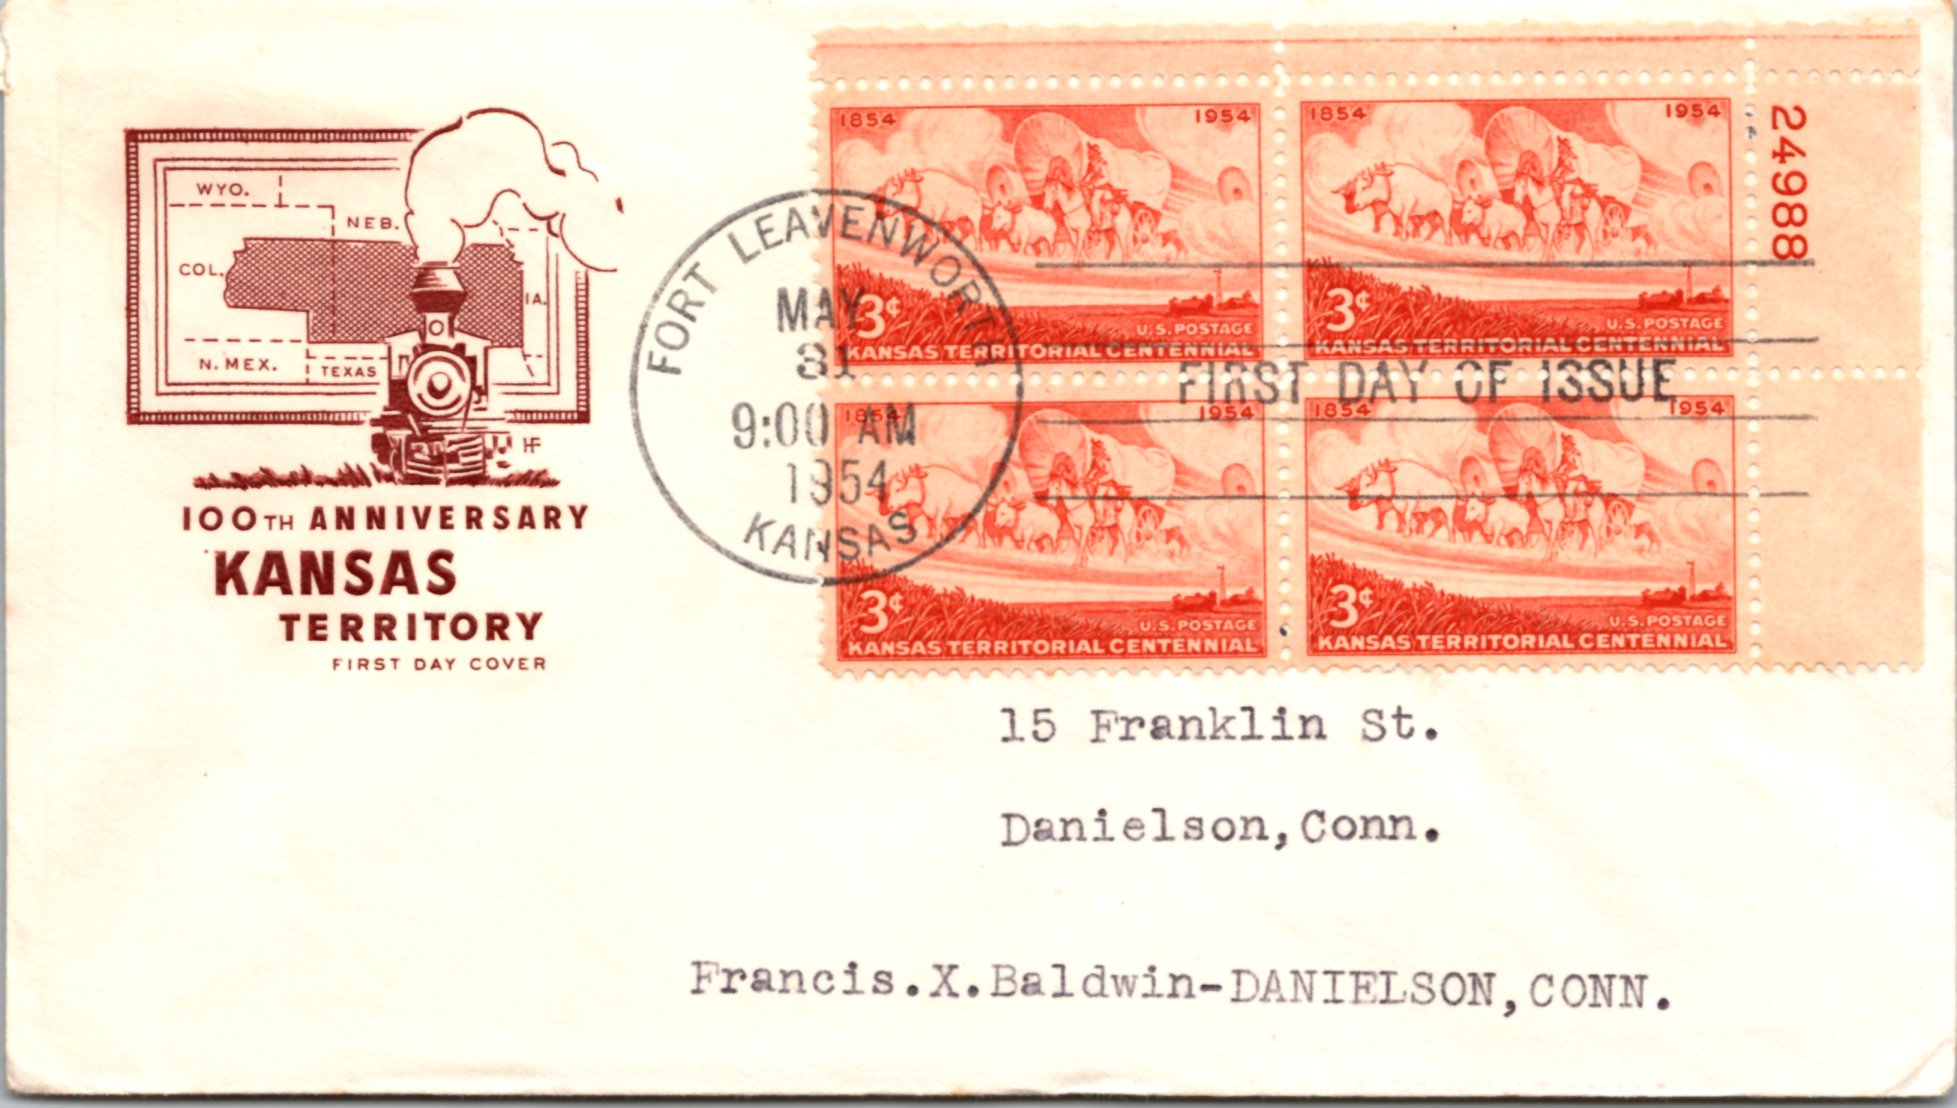 WYO.
NEB.
COL.
IA.
N. MEX.
TEXAS
HF
100TH ANNIVERSARY
KANSAS
TERRITORY
FIRST DAY COVER
FORT LEAVENWORTH
MAY
31
9:00 AM
1954
KANSAS
FIRST DAY OF ISSUE
1854 1954
3¢
U.S. POSTAGE
KANSAS TERRITORIAL CENTENNIAL
1854 1954
3¢
U.S. POSTAGE
KANSAS TERRITORIAL CENTENNIAL
24988
1854 1954
3¢
U.S. POSTAGE
KANSAS TERRITORIAL CENTENNIAL
1854 1954
3¢
U.S. POSTAGE
KANSAS TERRITORIAL CENTENNIAL
15 Franklin St.
Danielson,Conn.
Francis.X.Baldwin-DANIELSON,CONN.